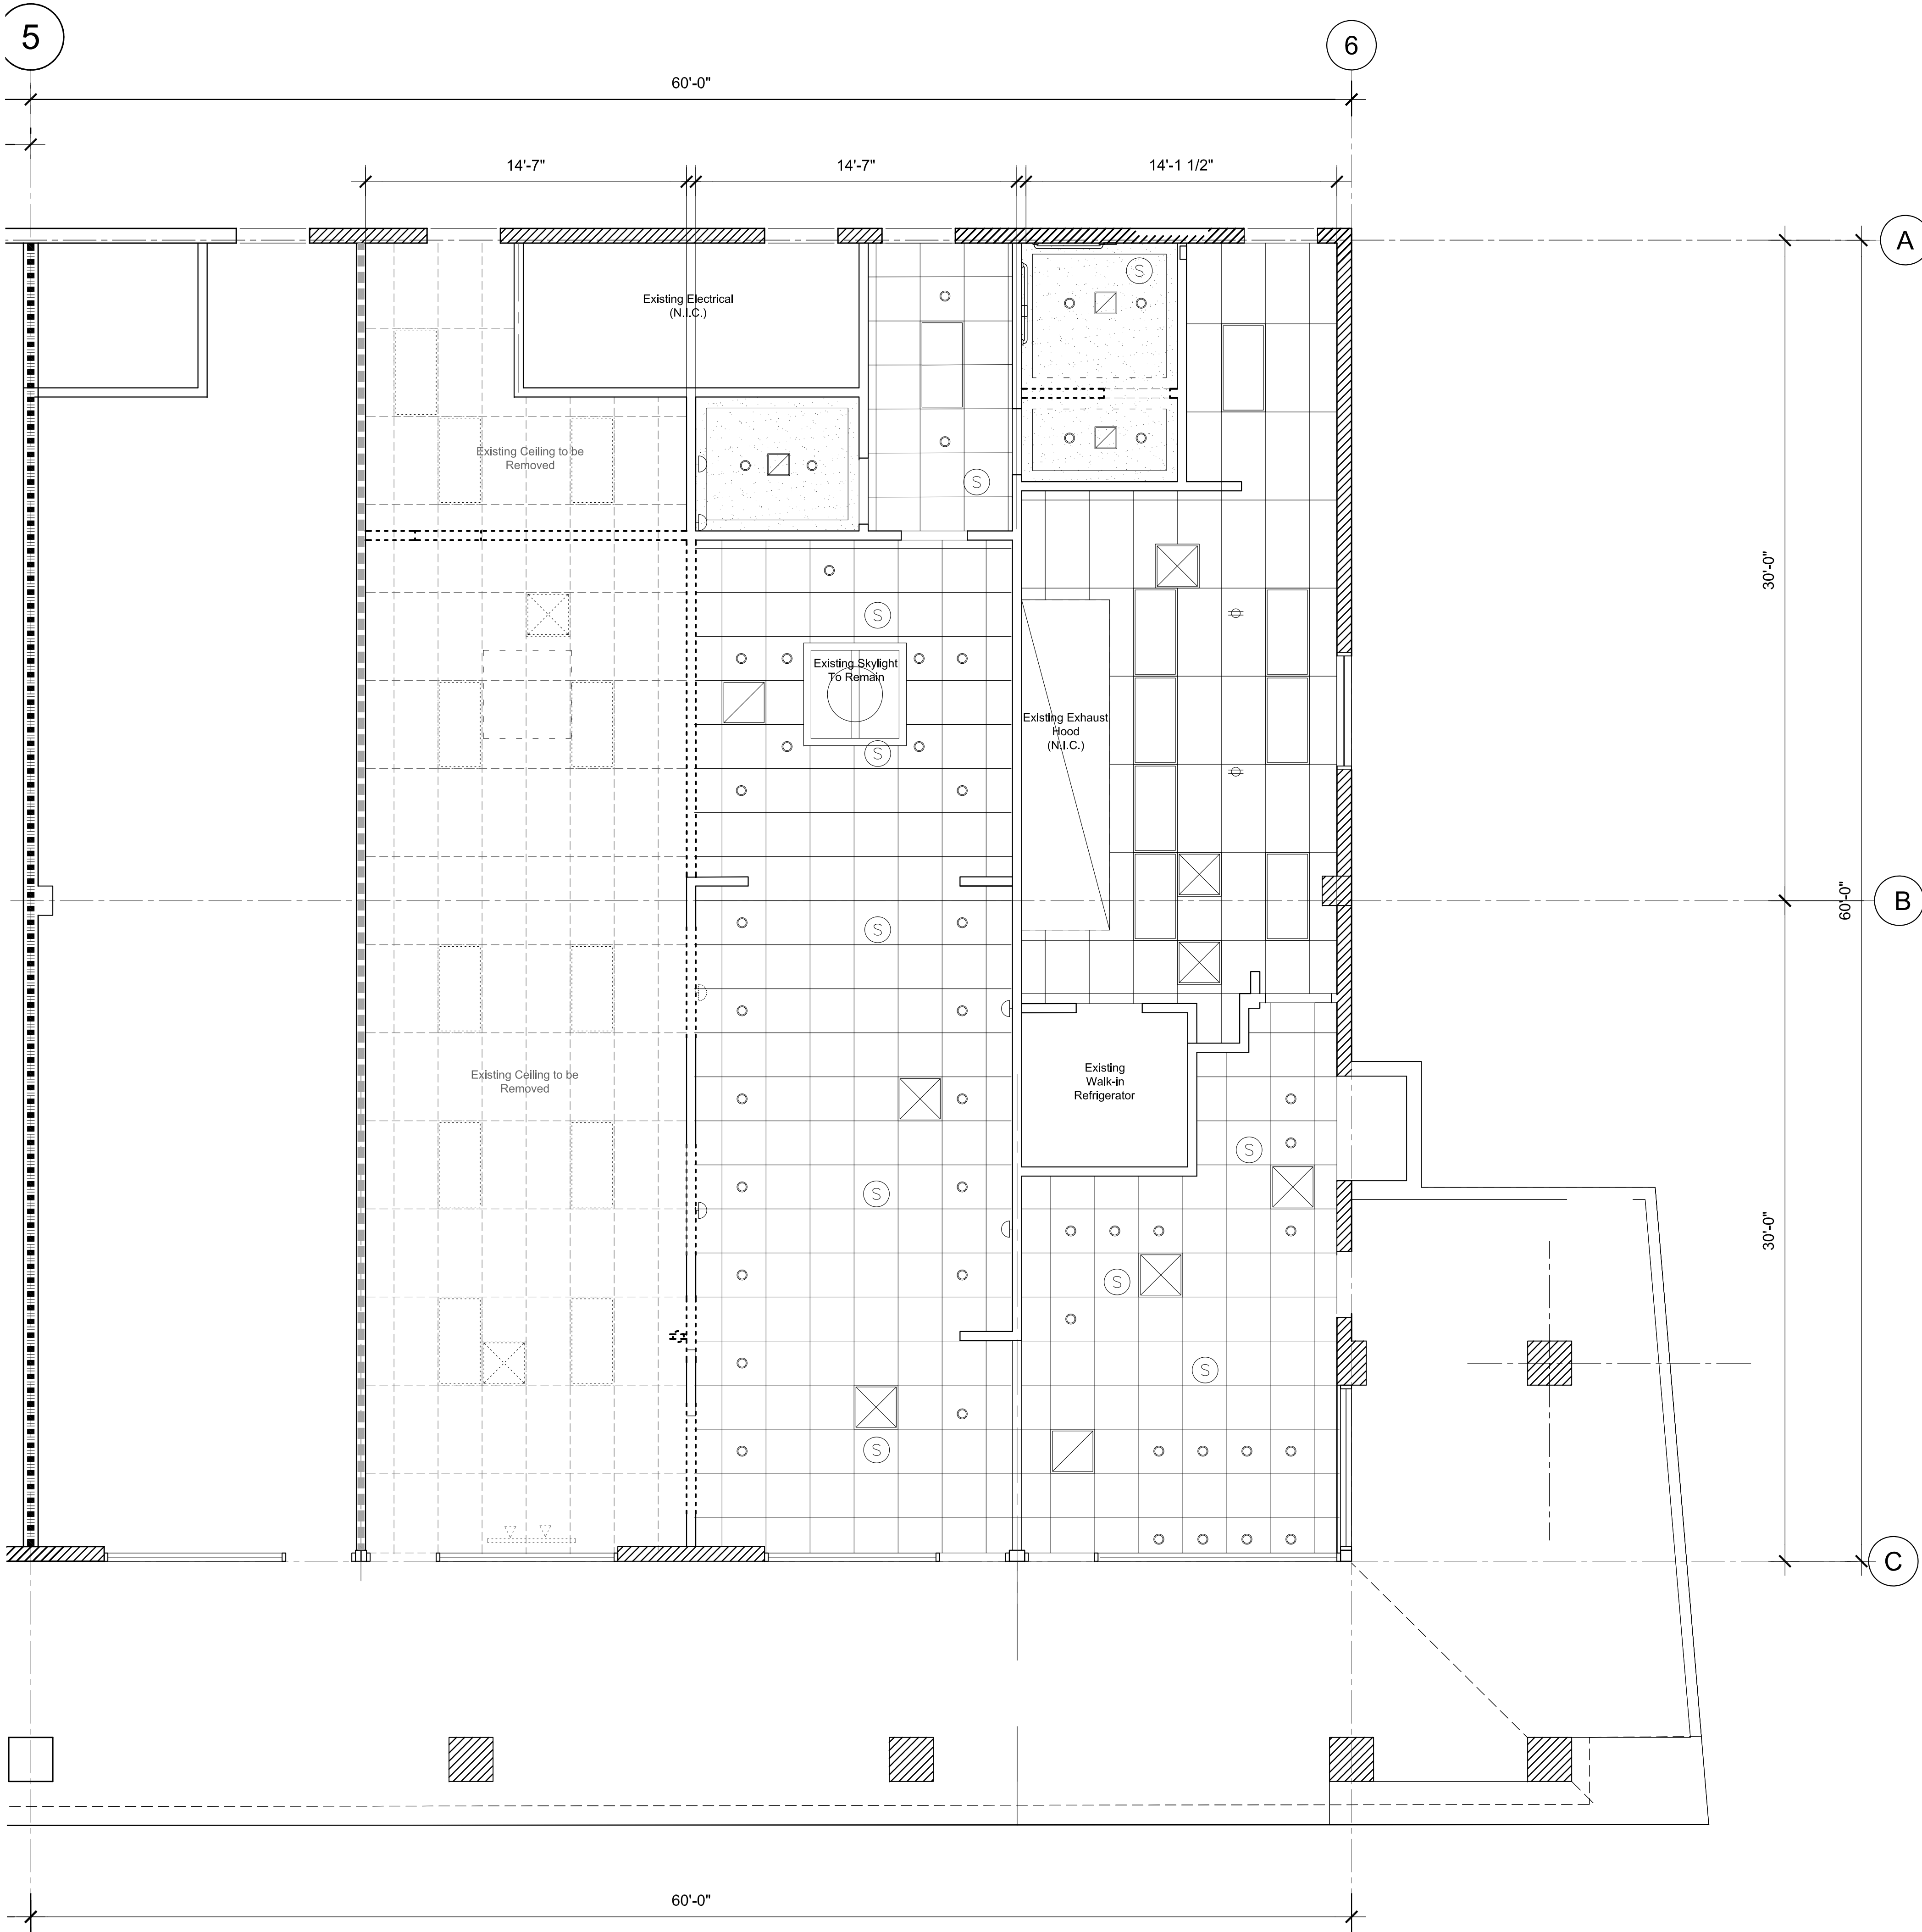 5
6
60'-0"
14'-7"
14'-7"
14'-1 1/2"
A
Existing Electrical
(N.I.C.)
S
Existing Ceiling to be
Removed
S
30'-0"
S
Existing Skylight
To Remain
Existing Exhaust
Hood
(N.I.C.)
S
60'-0"
B
S
Existing Ceiling to be
Removed
Existing
Walk-in
Refrigerator
S
S
30'-0"
S
S
S
C
60'-0"